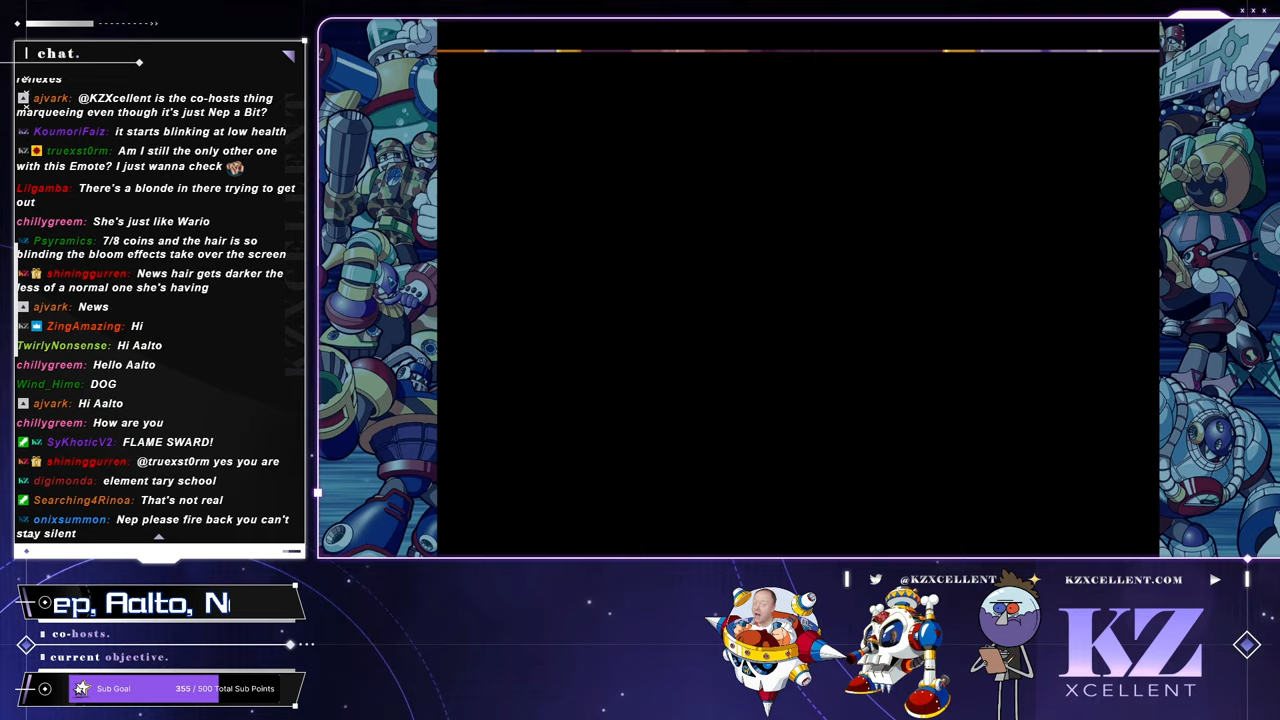 chat.
reflexes
ajvark: @KZXcellent is the co-hosts thing
marqueeing even though it's just Nep a Bit?
KoumoriFaiz: it starts blinking at low health
truexst0rm: Am I still the only other one
with this Emote? I just wanna check
Lilgamba: There's a blonde in there trying to get
out
chillygreem: She's just like Wario
Psyramics: 7/8 coins and the hair is so
blinding the bloom effects take over the screen
shininggurren: News hair gets darker the
less of a normal one she's having
ajvark: News
ZingAmazing: Hi
TwirlyNonsense: Hi Aalto
chillygreem: Hello Aalto
Wind_Hime: DOG
ajvark: Hi Aalto
chillygreem: How are you
SyKhoticV2: FLAME SWARD!
shininggurren: @truexst0rm yes you are
digimonda: element tary school
Searching4Rinoa: That's not real
onixsummon: Nep please fire back you can't
stay silent
ep, Aalto, N
co-hosts.
current objective.
Sub Goal 355 / 500 Total Sub Points
@KZXCELLENT
KZXCELLENT.COM
KZ
XCELLENT